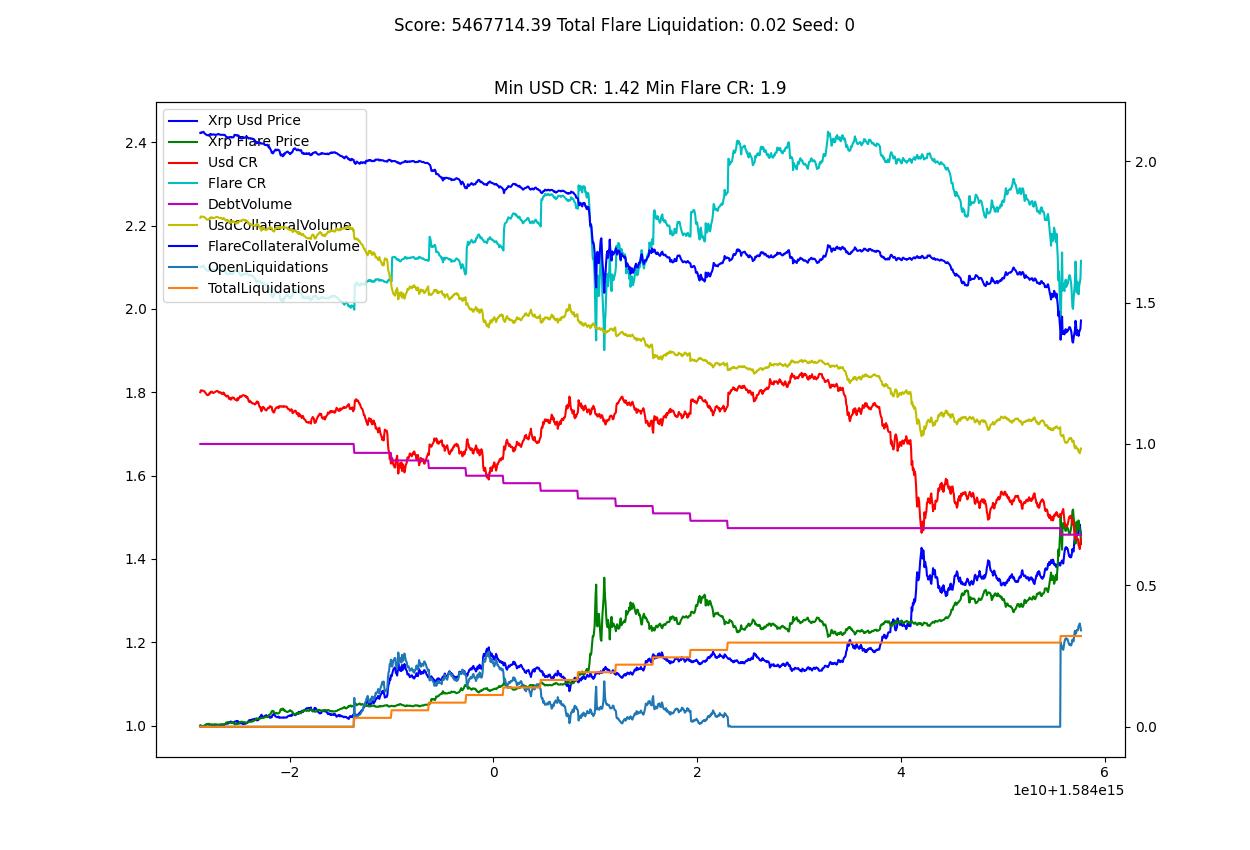 Score: 5467714.39 Total Flare Liquidation: 0.02 Seed: 0
Min USD CR: 1.42 Min Flare CR: 1.9
Xrp Usd Price
Xrp Flare Price
Usd CR
Flare CR
DebtVolume
UsdCollateralVolume
FlareCollateralVolume
OpenLiquidations
TotalLiquidations
2.4
2.2
2.0
1.8
1.6
1.4
1.2
1.0
2.0
1.5
1.0
0.5
0.0
−2 0 2 4 6
1e10+1.584e15